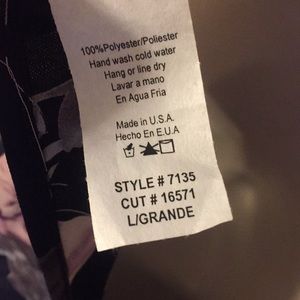 100%Polyester/Poliester
Hand wash cold water
Hang or line dry
Lavar a mano
En Agua Fria
Made in U.S.A.
Hecho En E.U.A
STYLE # 7135
CUT # 16571
L/GRANDE